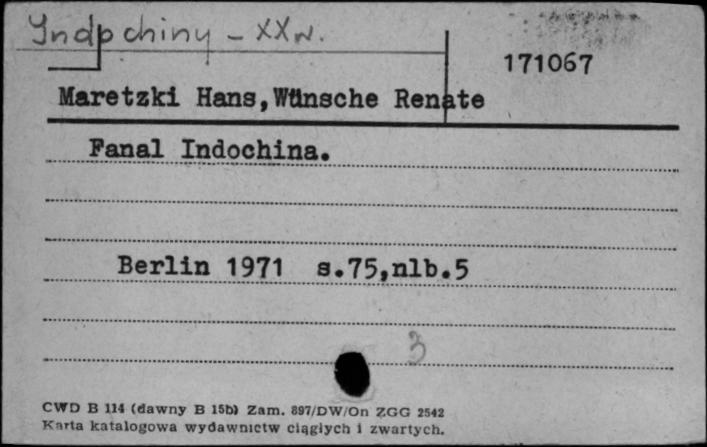 Indochiny - XX w.
171067
Maretzki Hans,Wünsche Renate
Fanal Indochina.
Berlin 1971 s.75,nlb.5
3
CWD B 114 (dawny B 15b) Zam. 897/DW/On ZGG 2542
Karta katalogowa wydawnictw ciągłych i zwartych.